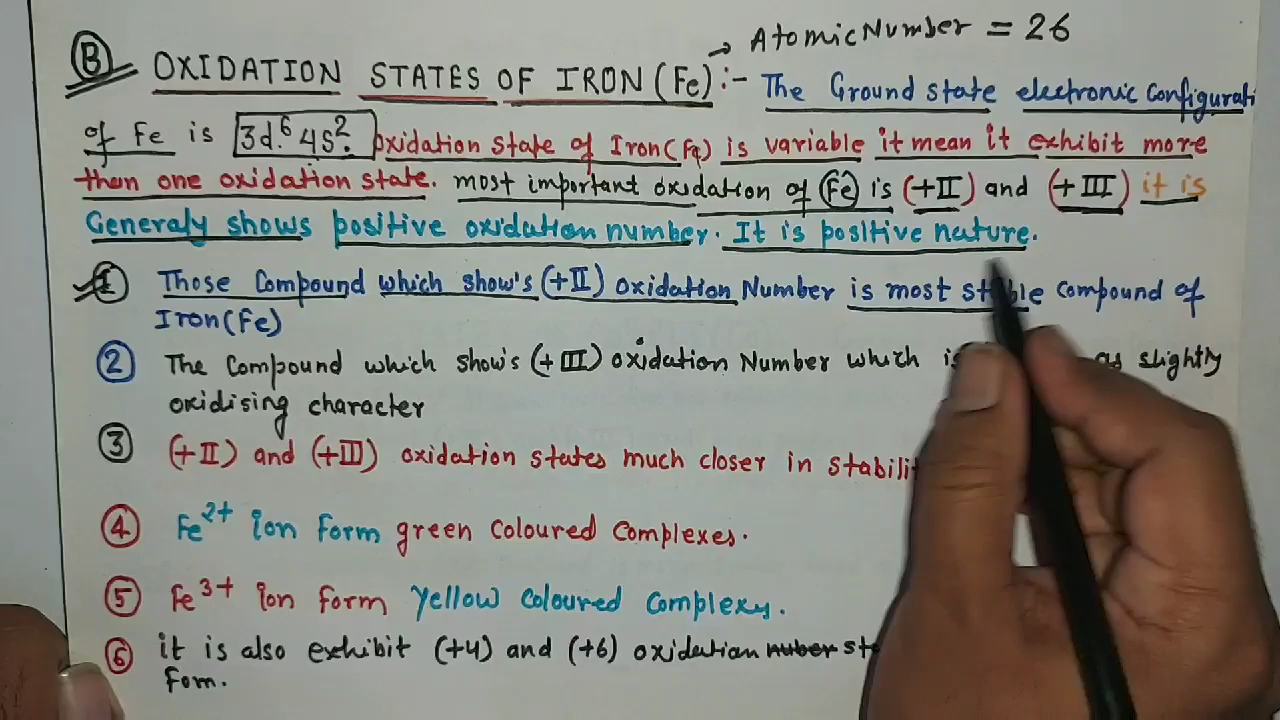 → Atomic Number = 26
B OXIDATION STATES OF IRON (Fe) :- The Ground state electronic configurati
of Fe is 3d⁶ 4s². oxidation state of Iron(Fe) is variable it mean it exhibit more
than one oxidation state. most important oxidation of (Fe) is (+II) and (+III) it is
Generaly shows positive oxidation number. It is positive nature.
1 Those Compound which show's (+II) oxidation Number is most stable compound of
Iron(Fe)
2 The Compound which show's (+III) oxidation Number which slightly
oxidising character
3 (+II) and (+III) oxidation states much closer in
4 Fe²⁺ ion form green coloured complexes.
5 Fe³⁺ ion form yellow coloured complexy.
6 it is also exhibit (+4) and (+6) oxidation nuber
fom.